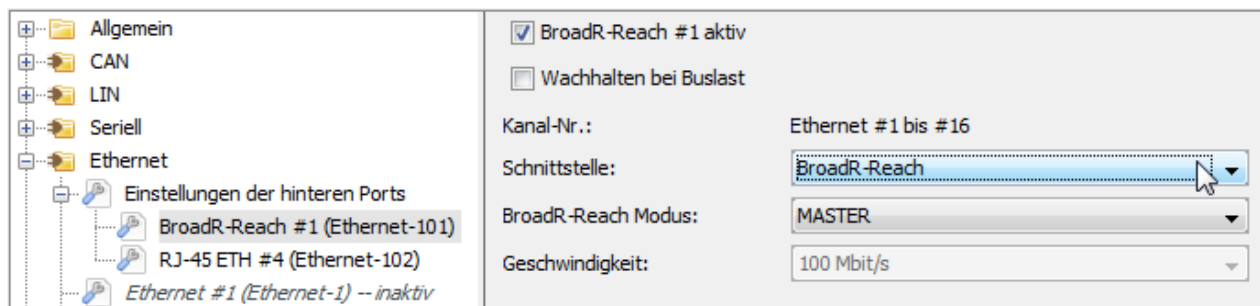 Allgemein
CAN
LIN
Seriell
Ethernet
Einstellungen der hinteren Ports
BroadR-Reach #1 (Ethernet-101)
RJ-45 ETH #4 (Ethernet-102)
Ethernet #1 (Ethernet-1) -- inaktiv
BroadR-Reach #1 aktiv
Wachhalten bei Buslast
Kanal-Nr.: Ethernet #1 bis #16
Schnittstelle: BroadR-Reach
BroadR-Reach Modus: MASTER
Geschwindigkeit: 100 Mbit/s